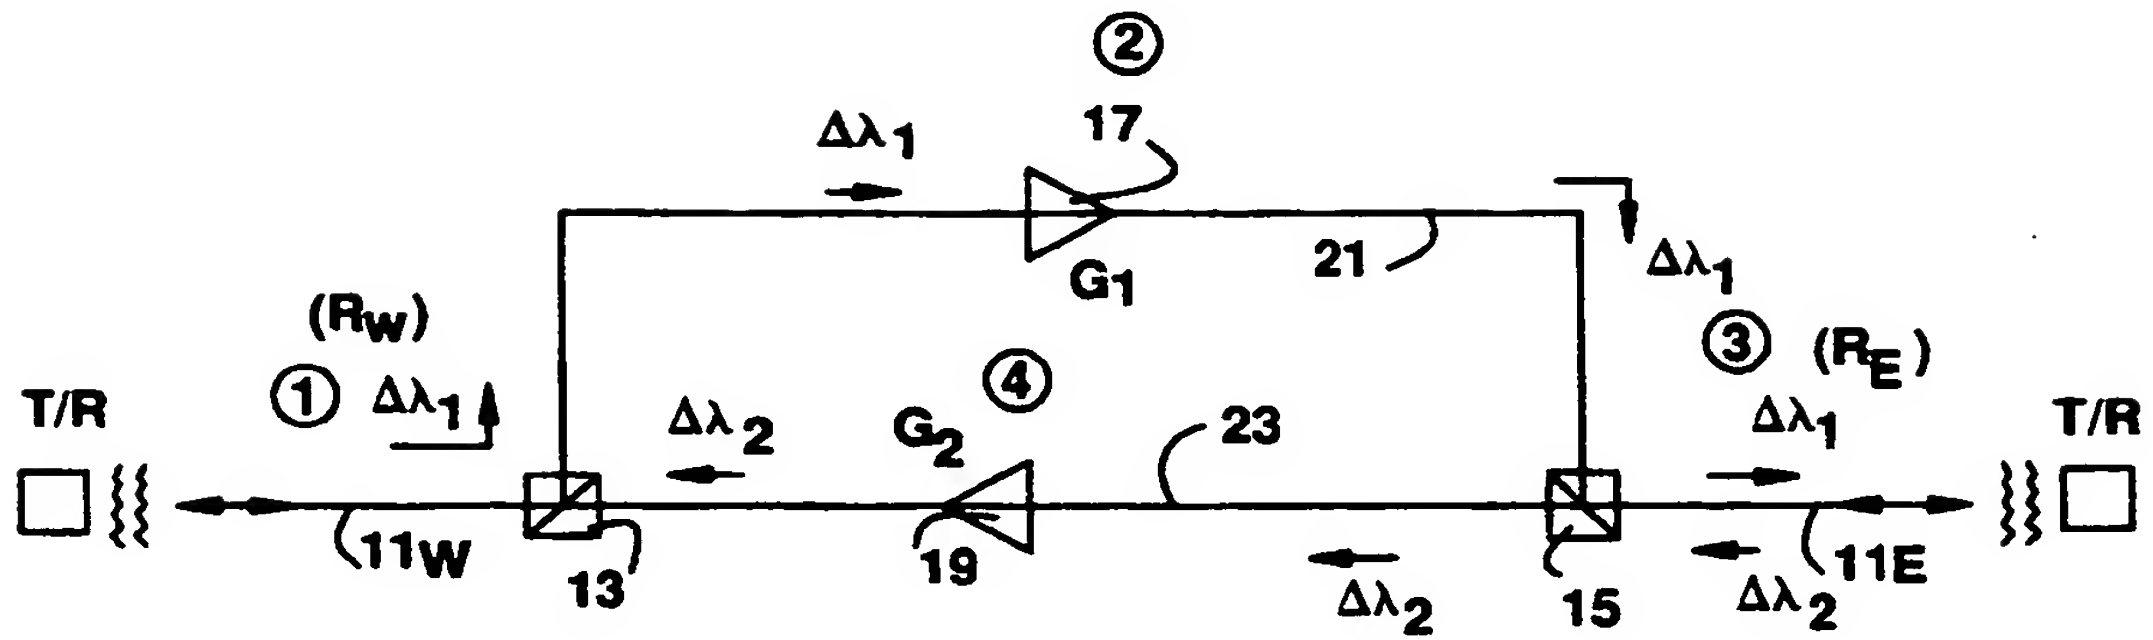 ②
17
Δλ1
21
Δλ1
G1
(RW)
③ (RE)
④
① Δλ1
T/R
Δλ2
G2
23
Δλ1
T/R
11W
13
19
Δλ2
15
Δλ2
11E